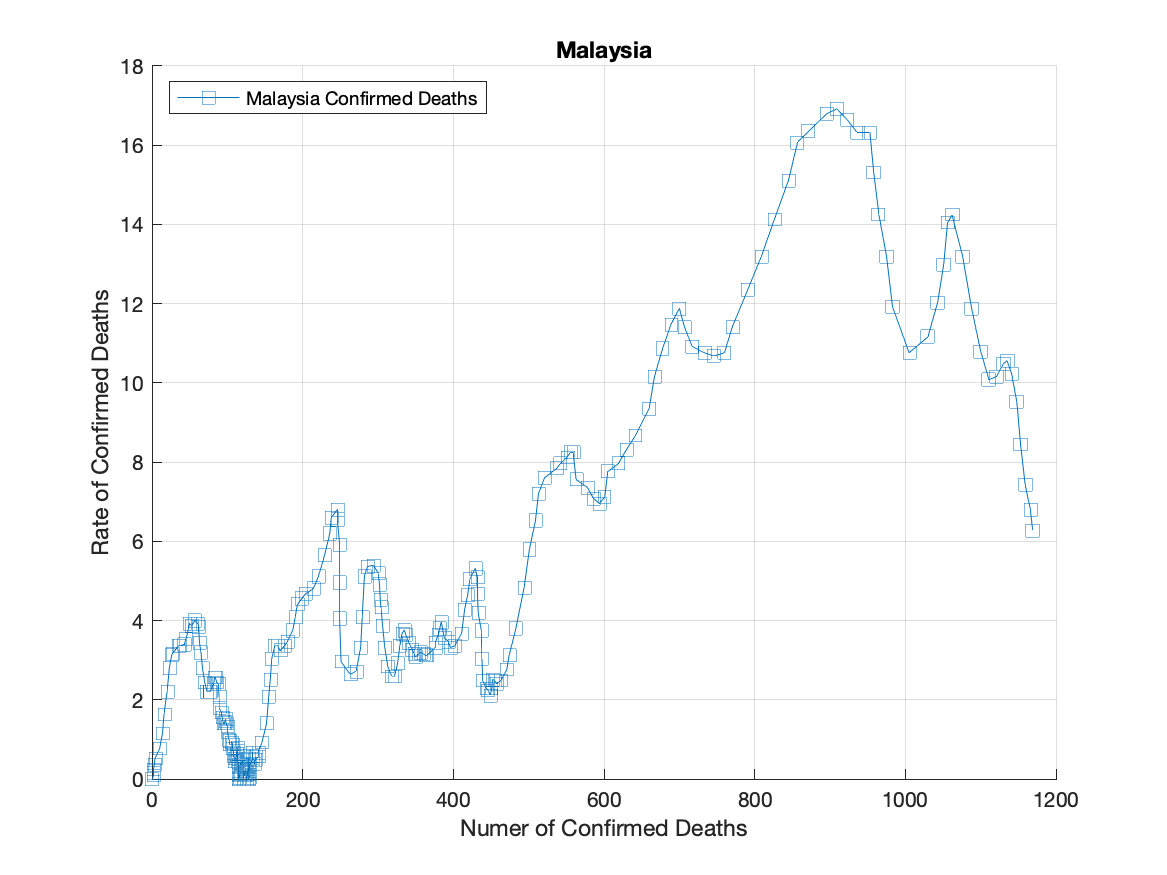 Malaysia
Malaysia Confirmed Deaths
18
16
14
12
10
8
6
4
2
0
Rate of Confirmed Deaths
0 200 400 600 800 1000 1200
Numer of Confirmed Deaths